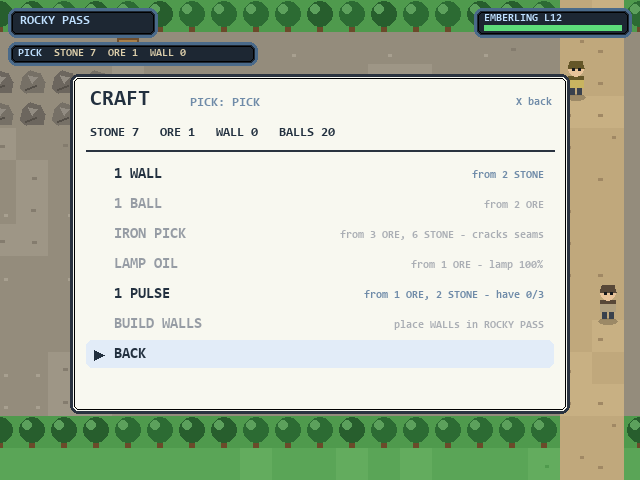 ROCKY PASS
EMBERLING L12
PICK STONE 7 ORE 1 WALL 0
CRAFT PICK: PICK X back
STONE 7 ORE 1 WALL 0 BALLS 20
1 WALL from 2 STONE
1 BALL from 2 ORE
IRON PICK from 3 ORE, 6 STONE - cracks seams
LAMP OIL from 1 ORE - lamp 100%
1 PULSE from 1 ORE, 2 STONE - have 0/3
BUILD WALLS place WALLs in ROCKY PASS
BACK